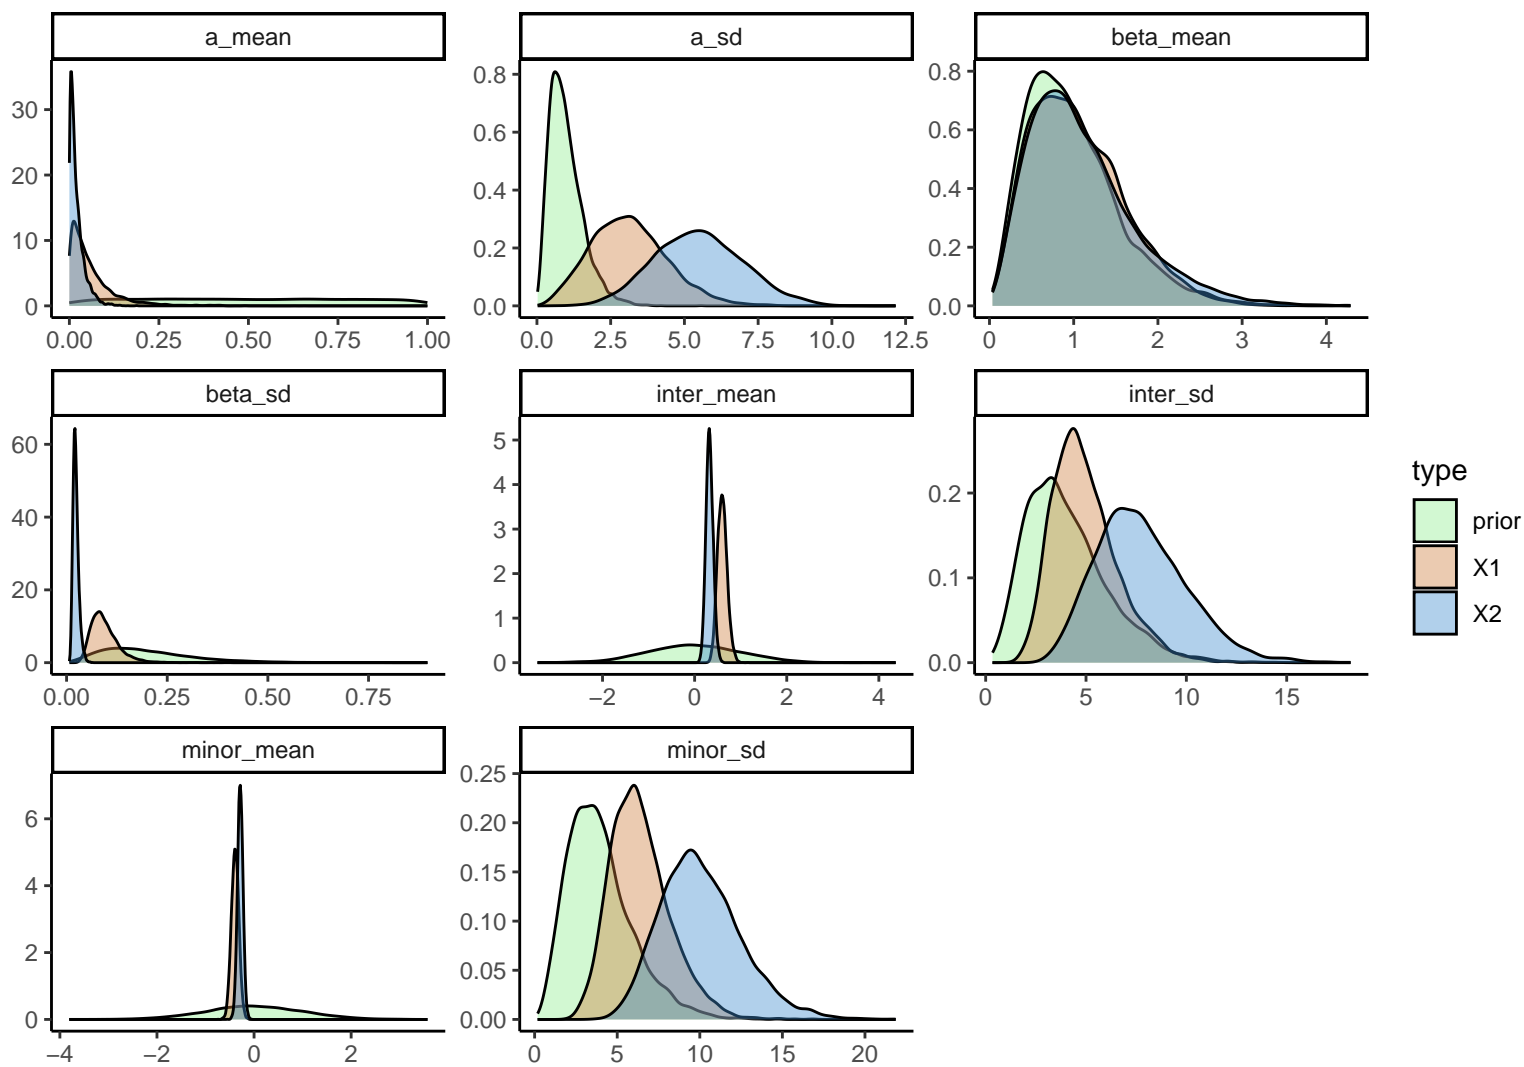 a_mean
a_sd
beta_mean
30
20
10
0
0.00 0.25 0.50 0.75 1.00
0.8
0.6
0.4
0.2
0.0
0.0 2.5 5.0 7.5 10.0 12.5
0.8
0.6
0.4
0.2
0.0
0 1 2 3 4
beta_sd
inter_mean
inter_sd
60
40
20
0
0.00 0.25 0.50 0.75
5
4
3
2
1
0
−2 0 2 4
0.2
0.1
0.0
0 5 10 15
type
prior
X1
X2
minor_mean
minor_sd
6
4
2
0
−4 −2 0 2
0.25
0.20
0.15
0.10
0.05
0.00
0 5 10 15 20